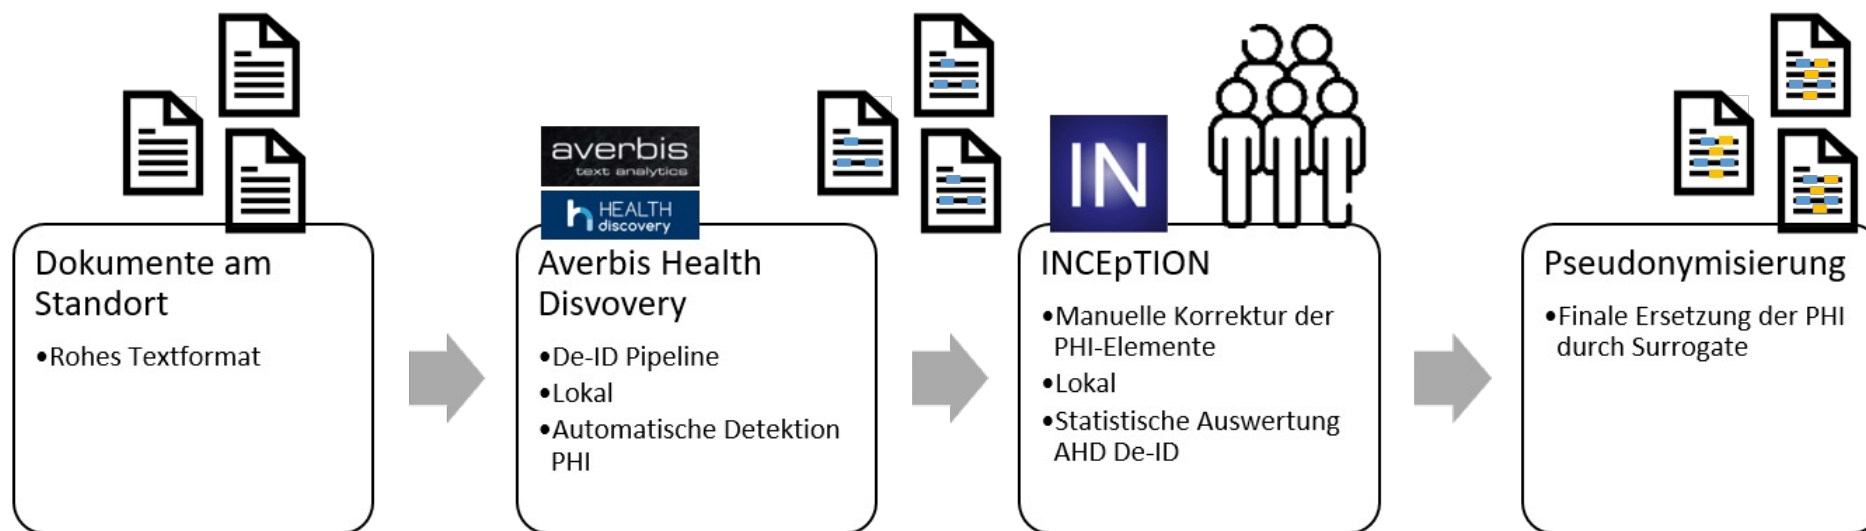 averbis
text analytics
HEALTH
discovery
IN
Dokumente am
Standort
•Rohes Textformat
Averbis Health
Disvovery
•De-ID Pipeline
•Lokal
•Automatische Detektion
PHI
INCEpTION
•Manuelle Korrektur der
PHI-Elemente
•Lokal
•Statistische Auswertung
AHD De-ID
Pseudonymisierung
•Finale Ersetzung der PHI
durch Surrogate